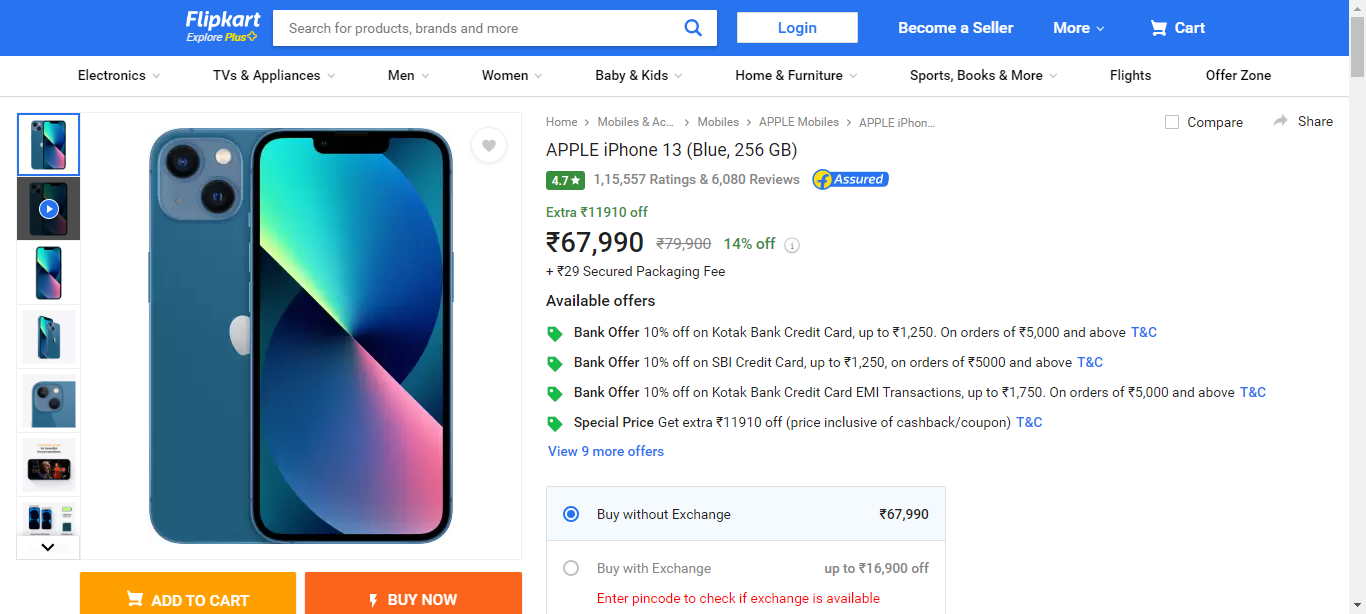 Flipkart
Explore Plus
Search for products, brands and more
Login
Become a Seller
More
Cart
Electronics
TVs & Appliances
Men
Women
Baby & Kids
Home & Furniture
Sports, Books & More
Flights
Offer Zone
Home > Mobiles & Ac... > Mobiles > APPLE Mobiles > APPLE iPhon...
Compare
Share
APPLE iPhone 13 (Blue, 256 GB)
4.7★ 1,15,557 Ratings & 6,080 Reviews Assured
Extra ₹11910 off
₹67,990 ₹79,900 14% off i
+ ₹29 Secured Packaging Fee
Available offers
Bank Offer 10% off on Kotak Bank Credit Card, up to ₹1,250. On orders of ₹5,000 and above T&C
Bank Offer 10% off on SBI Credit Card, up to ₹1,250, on orders of ₹5000 and above T&C
Bank Offer 10% off on Kotak Bank Credit Card EMI Transactions, up to ₹1,750. On orders of ₹5,000 and above T&C
Special Price Get extra ₹11910 off (price inclusive of cashback/coupon) T&C
View 9 more offers
Buy without Exchange ₹67,990
Buy with Exchange up to ₹16,900 off
Enter pincode to check if exchange is available
ADD TO CART
BUY NOW